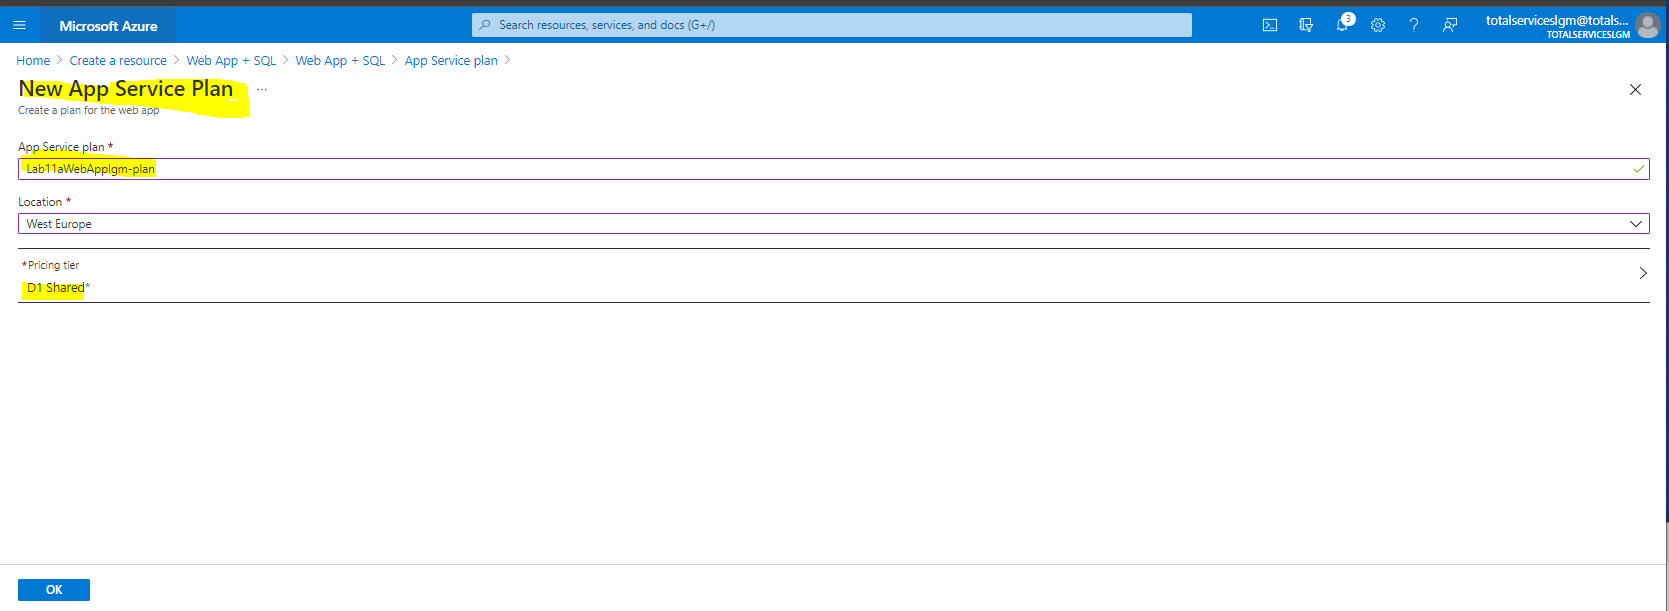 Microsoft Azure
Search resources, services, and docs (G+/)
3
totalserviceslgm@totals...
TOTALSERVICESLGM
Home > Create a resource > Web App + SQL > Web App + SQL > App Service plan >
New App Service Plan ...
Create a plan for the web app
App Service plan *
Lab11aWebApplgm-plan
Location *
West Europe
*Pricing tier
D1 Shared*
OK